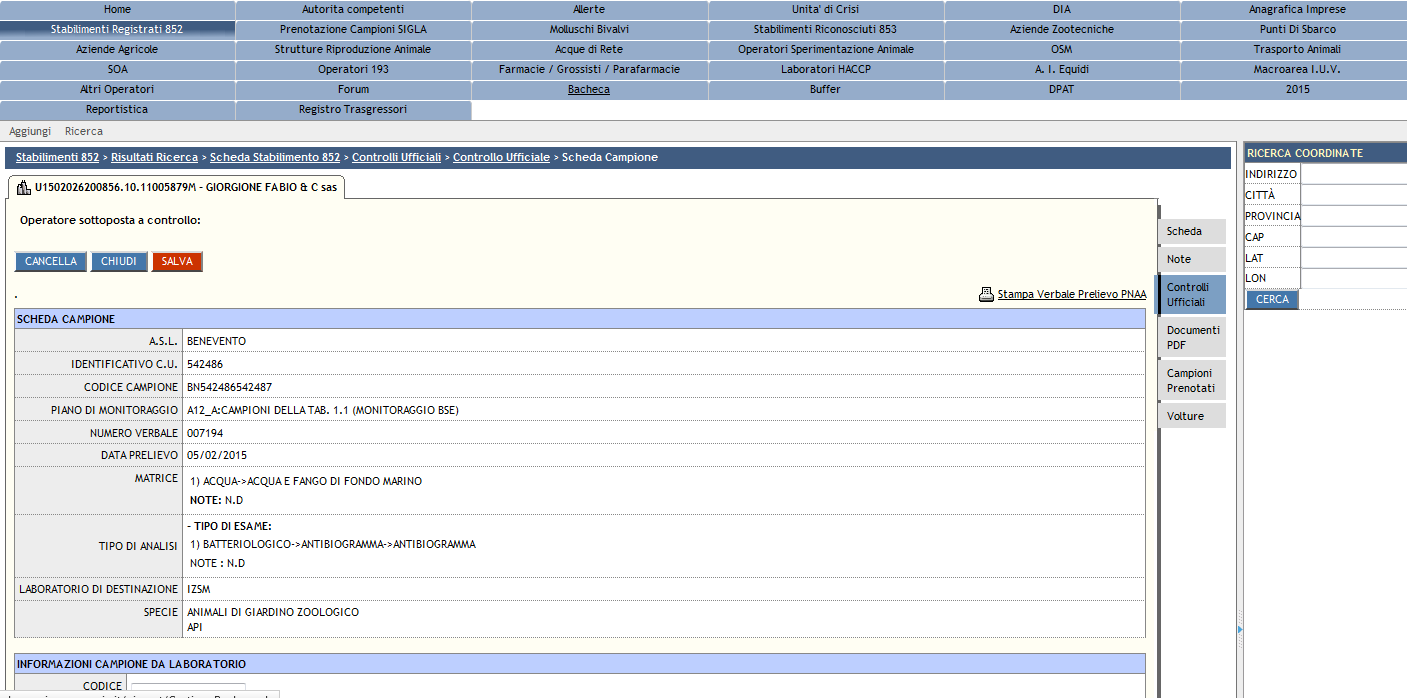 Home Autorita competenti Allerte Unita' di Crisi DIA Anagrafica Imprese
Stabilimenti Registrati 852 Prenotazione Campioni SIGLA Molluschi Bivalvi Stabilimenti Riconosciuti 853 Aziende Zootecniche Punti Di Sbarco
Aziende Agricole Strutture Riproduzione Animale Acque di Rete Operatori Sperimentazione Animale OSM Trasporto Animali
SOA Operatori 193 Farmacie / Grossisti / Parafarmacie Laboratori HACCP A. I. Equidi Macroarea I.U.V.
Altri Operatori Forum Bacheca Buffer DPAT 2015
Reportistica Registro Trasgressori
Aggiungi Ricerca
Stabilimenti 852 > Risultati Ricerca > Scheda Stabilimento 852 > Controlli Ufficiali > Controllo Ufficiale > Scheda Campione
U1502026200856.10.11005879M - GIORGIONE FABIO & C sas
Operatore sottoposta a controllo:
CANCELLA CHIUDI SALVA
.
Stampa Verbale Prelievo PNAA
SCHEDA CAMPIONE
A.S.L. BENEVENTO
IDENTIFICATIVO C.U. 542486
CODICE CAMPIONE BN542486542487
PIANO DI MONITORAGGIO A12_A:CAMPIONI DELLA TAB. 1.1 (MONITORAGGIO BSE)
NUMERO VERBALE 007194
DATA PRELIEVO 05/02/2015
MATRICE 1) ACQUA->ACQUA E FANGO DI FONDO MARINO
NOTE: N.D
TIPO DI ANALISI
- TIPO DI ESAME:
1) BATTERIOLOGICO->ANTIBIOGRAMMA->ANTIBIOGRAMMA
NOTE : N.D
LABORATORIO DI DESTINAZIONE IZSM
SPECIE ANIMALI DI GIARDINO ZOOLOGICO
API
INFORMAZIONI CAMPIONE DA LABORATORIO
CODICE
Scheda
Note
Controlli
Ufficiali
Documenti
PDF
Campioni
Prenotati
Volture
RICERCA COORDINATE
INDIRIZZO
CITTÀ
PROVINCIA
CAP
LAT
LON
CERCA